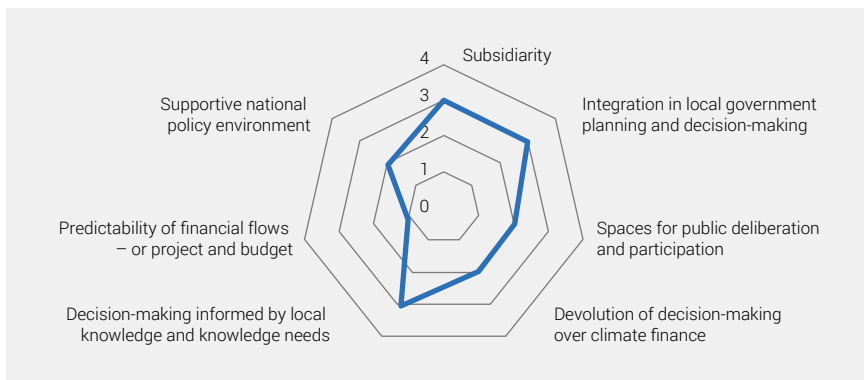 Subsidiarity
4
3
2
1
0
Integration in local government
planning and decision-making
Spaces for public deliberation
and participation
Devolution of decision-making
over climate finance
Decision-making informed by local
knowledge and knowledge needs
Predictability of financial flows
– or project and budget
Supportive national
policy environment